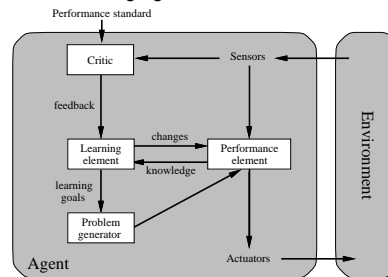 Performance standard
Critic
Sensors
feedback
changes
Learning
element
Performance
element
knowledge
learning
goals
Problem
generator
Agent
Actuators
Environment